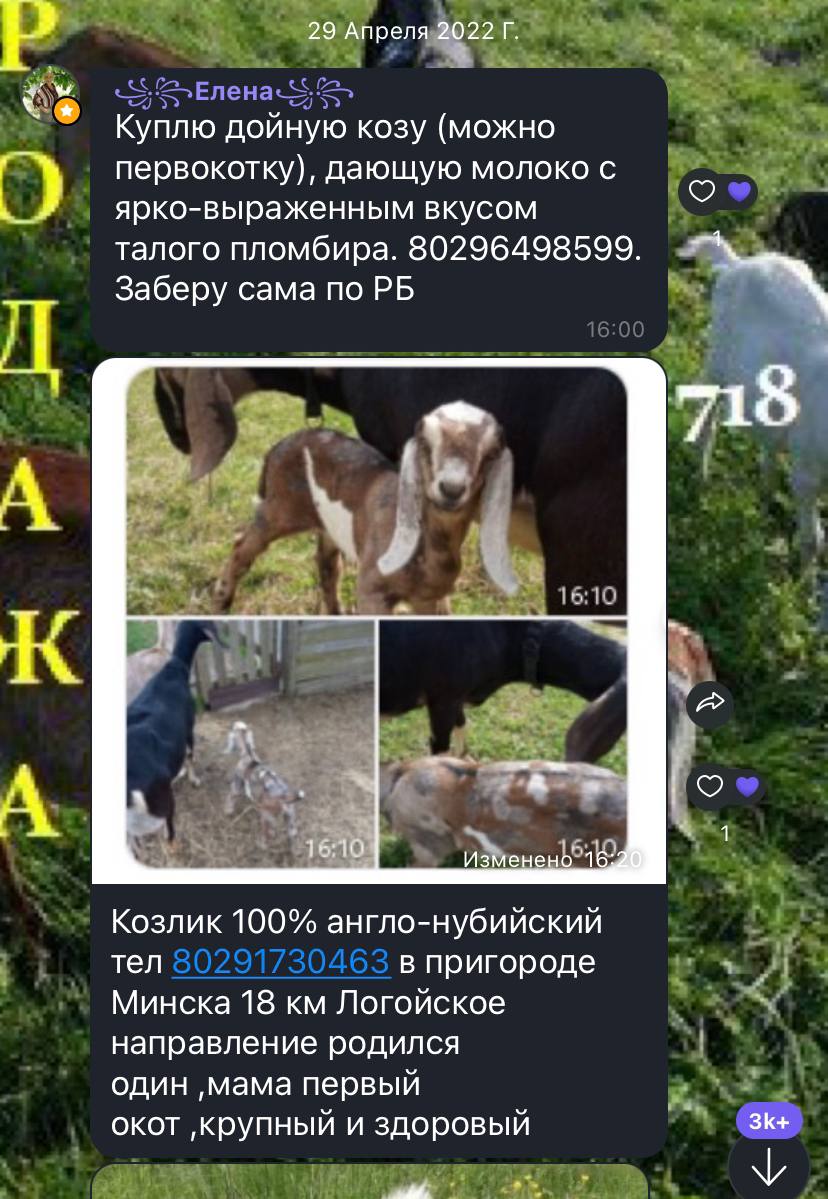 29 Апреля 2022 Г.
Елена
Куплю дойную козу (можно
первокотку), дающую молоко с
ярко-выраженным вкусом
талого пломбира. 80296498599.
Заберу сама по РБ
16:00
1
718
16:10
16:10
16:10
Изменено 16:20
1
Козлик 100% англо-нубийский
тел 80291730463 в пригороде
Минска 18 км Логойское
направление родился
один ,мама первый
окот ,крупный и здоровый
3k+
Р
О
Д
А
Ж
А